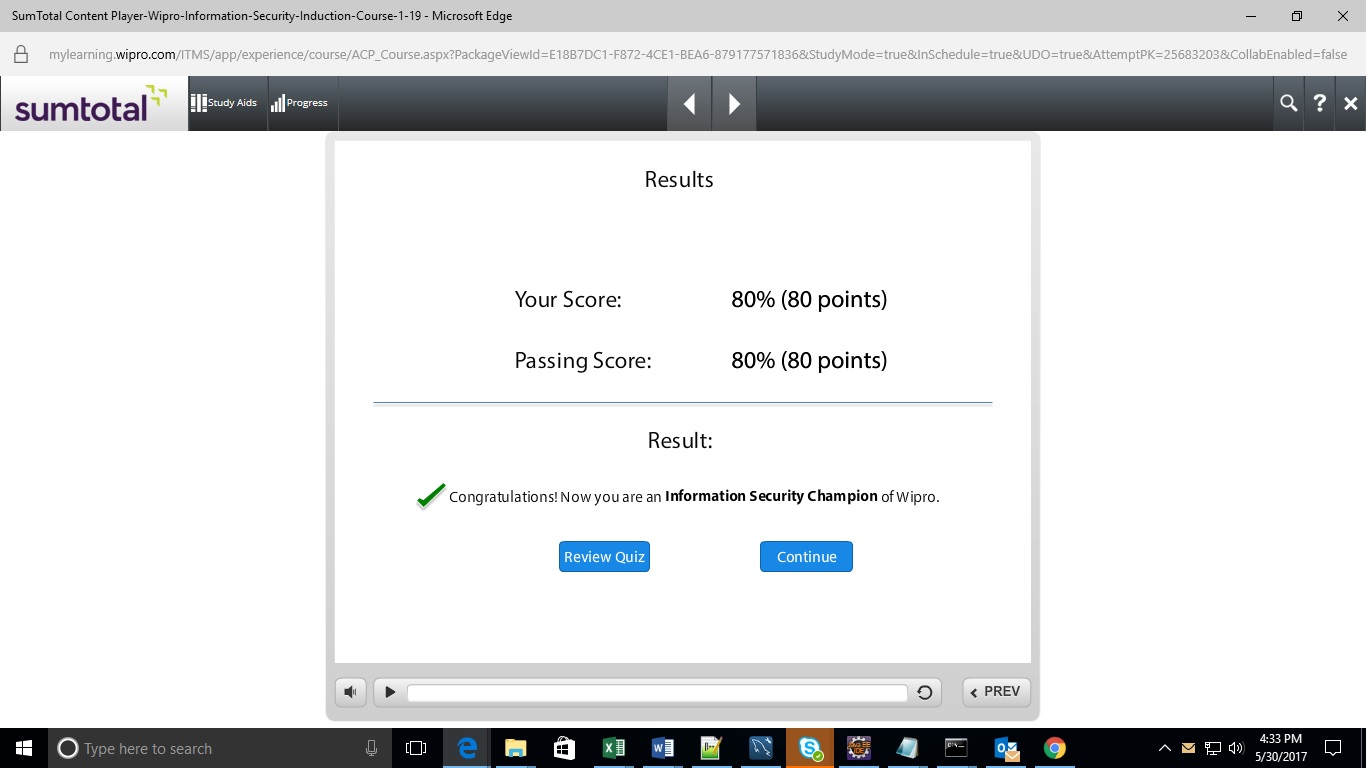 SumTotal Content Player-Wipro-Information-Security-Induction-Course-1-19 - Microsoft Edge
mylearning.wipro.com/ITMS/app/experience/course/ACP_Course.aspx?PackageViewId=E18B7DC1-F872-4CE1-BEA6-879177571836&StudyMode=true&InSchedule=true&UDO=true&AttemptPK=25683203&CollabEnabled=false
sumtotal Study Aids Progress ?
Results
Your Score: 80% (80 points)
Passing Score: 80% (80 points)
Result:
Congratulations! Now you are an Information Security Champion of Wipro.
Review Quiz Continue
PREV
Type here to search
4:33 PM
5/30/2017